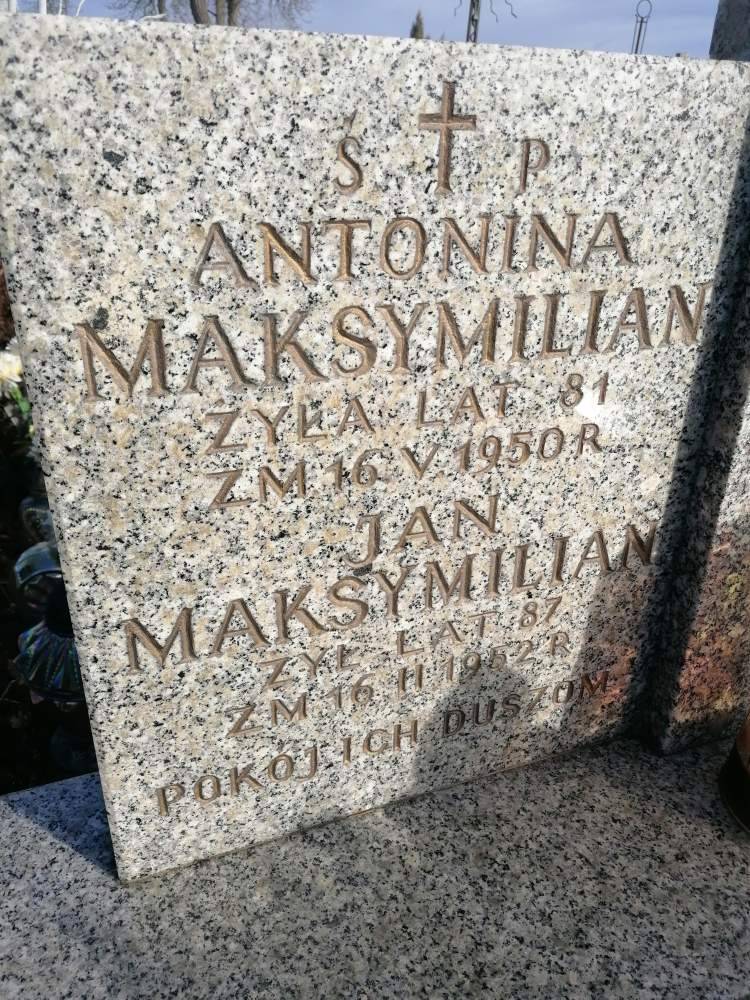 Ś P
ANTONINA
MAKSYMILIAN
ŻYŁA LAT 81
ZM 16 V 1950 R
JAN
MAKSYMILIAN
ŻYŁ LAT 87
ZM 16 II 1952 R
POKÓJ ICH DUSZOM